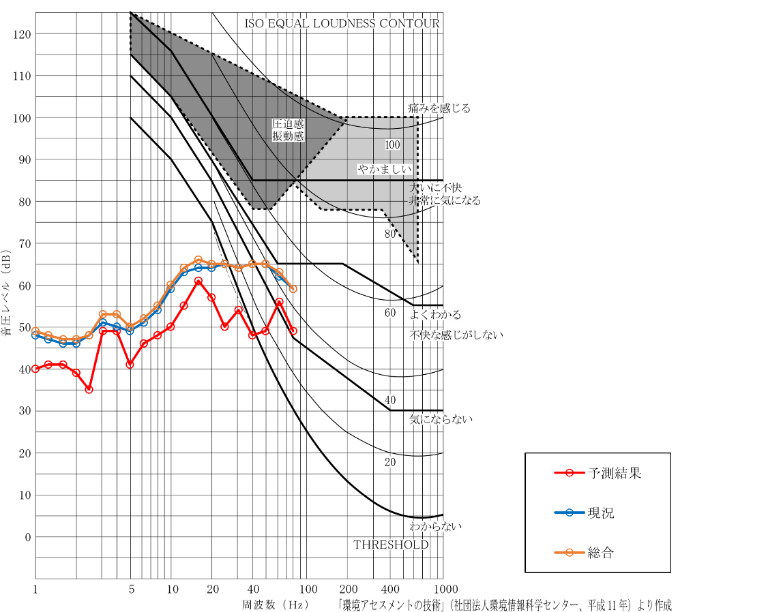 ISO EQUAL LOUDNESS CONTOUR
120
110
100
90
80
70
60
50
40
30
20
10
0
音圧レベル（dB）
圧迫感
振動感
痛みを感じる
100
やかましい
大いに不快
非常に気になる
80
60
よくわかる
不快な感じがしない
40
気にならない
20
わからない
THRESHOLD
1 5 10 20 40 60 100 200 400 1000
周波数（Hz）
予測結果
現況
総合
「環境アセスメントの技術」（社団法人環境情報科学センター、平成11年）より作成